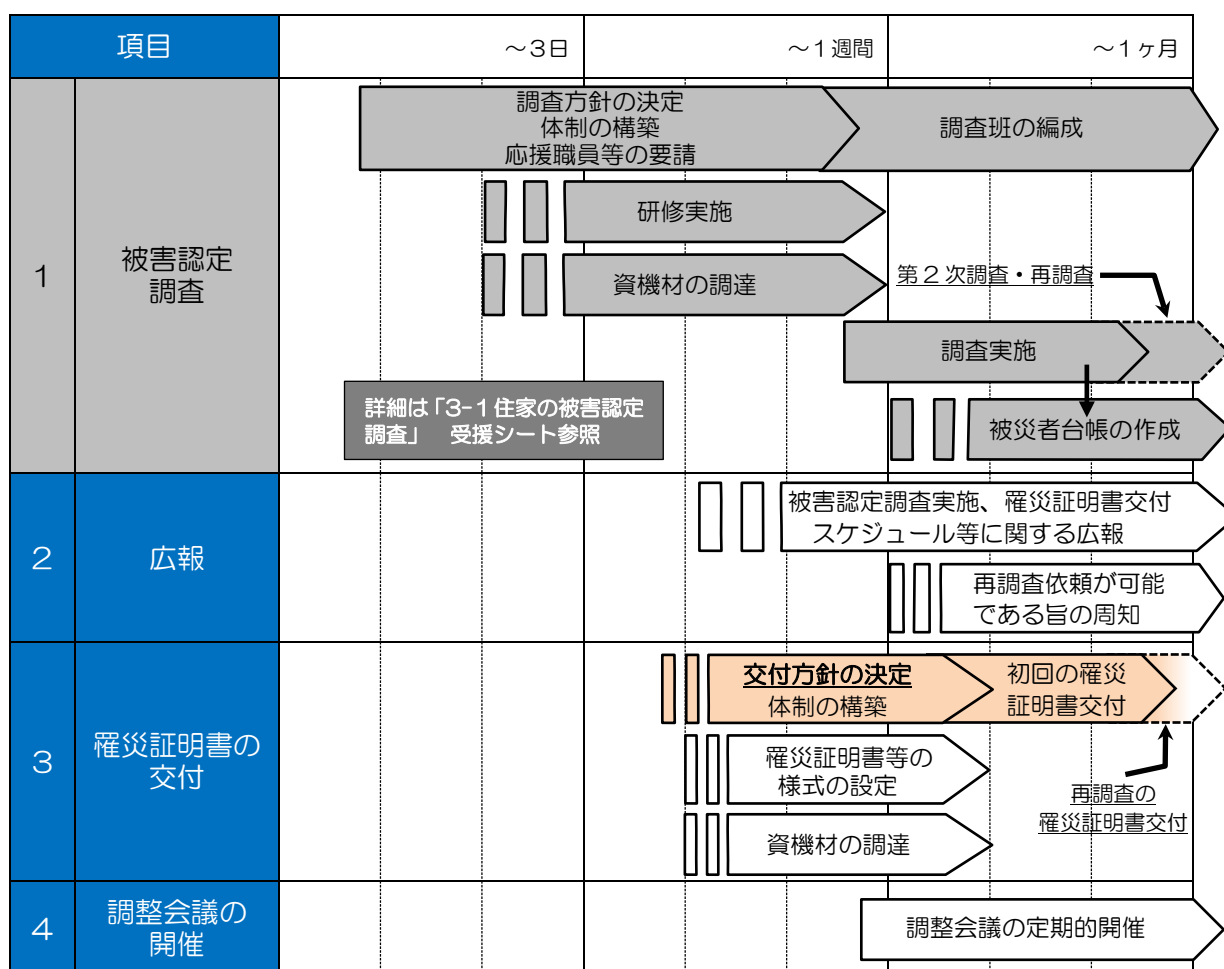 項目
～3日
～1週間
～1ヶ月
1
被害認定
調査
調査方針の決定
体制の構築
応援職員等の要請
調査班の編成
研修実施
資機材の調達
第2次調査・再調査
調査実施
詳細は「3-1住家の被害認定
調査」　受援シート参照
被災者台帳の作成
2
広報
被害認定調査実施、罹災証明書交付
スケジュール等に関する広報
再調査依頼が可能
である旨の周知
3
罹災証明書の
交付
交付方針の決定
体制の構築
初回の罹災
証明書交付
罹災証明書等の
様式の設定
再調査の
罹災証明書交付
資機材の調達
4
調整会議の
開催
調整会議の定期的開催